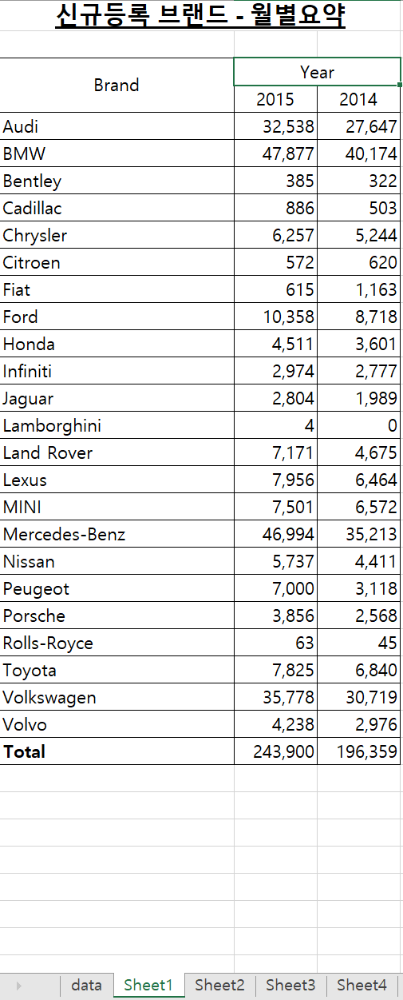 신규등록 브랜드 - 월별요약
Brand
Year
2015 2014
Audi 32,538 27,647
BMW 47,877 40,174
Bentley 385 322
Cadillac 886 503
Chrysler 6,257 5,244
Citroen 572 620
Fiat 615 1,163
Ford 10,358 8,718
Honda 4,511 3,601
Infiniti 2,974 2,777
Jaguar 2,804 1,989
Lamborghini 4 0
Land Rover 7,171 4,675
Lexus 7,956 6,464
MINI 7,501 6,572
Mercedes-Benz 46,994 35,213
Nissan 5,737 4,411
Peugeot 7,000 3,118
Porsche 3,856 2,568
Rolls-Royce 63 45
Toyota 7,825 6,840
Volkswagen 35,778 30,719
Volvo 4,238 2,976
Total 243,900 196,359
data Sheet1 Sheet2 Sheet3 Sheet4